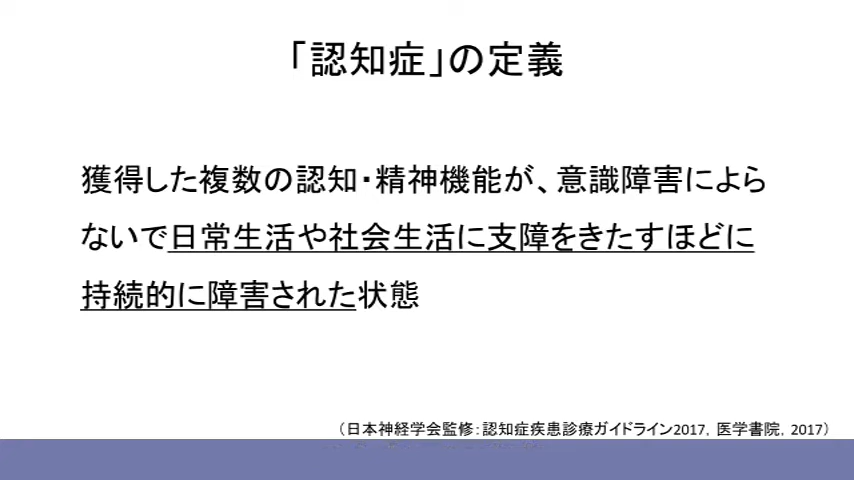 「認知症」の定義
獲得した複数の認知・精神機能が、意識障害によら
ないで日常生活や社会生活に支障をきたすほどに
持続的に障害された状態
（日本神経学会監修：認知症疾患診療ガイドライン2017，医学書院，2017）